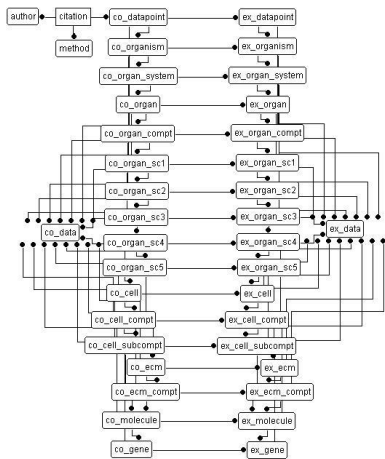 author
citation
co_datapoint
ex_datapoint
method
co_organism
ex_organism
co_organ_system
ex_organ_system
co_organ
ex_organ
co_organ_compt
ex_organ_compt
co_organ_sc1
ex_organ_sc1
co_organ_sc2
ex_organ_sc2
co_organ_sc3
ex_organ_sc3
co_data
ex_data
co_organ_sc4
ex_organ_sc4
co_organ_sc5
ex_organ_sc5
co_cell
ex_cell
co_cell_compt
ex_cell_compt
co_cell_subcompt
ex_cell_subcompt
co_ecm
ex_ecm
co_ecm_compt
ex_ecm_compt
co_molecule
ex_molecule
co_gene
ex_gene